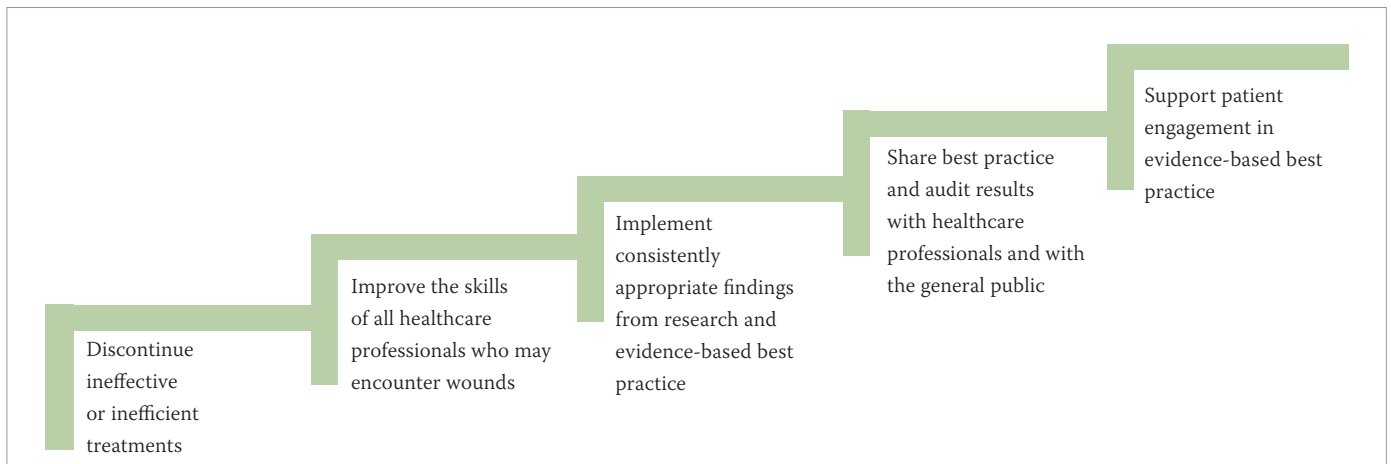 Discontinue
ineffective
or inefficient
treatments
Improve the skills
of all healthcare
professionals who may
encounter wounds
Implement
consistently
appropriate findings
from research and
evidence-based best
practice
Share best practice
and audit results
with healthcare
professionals and with
the general public
Support patient
engagement in
evidence-based best
practice